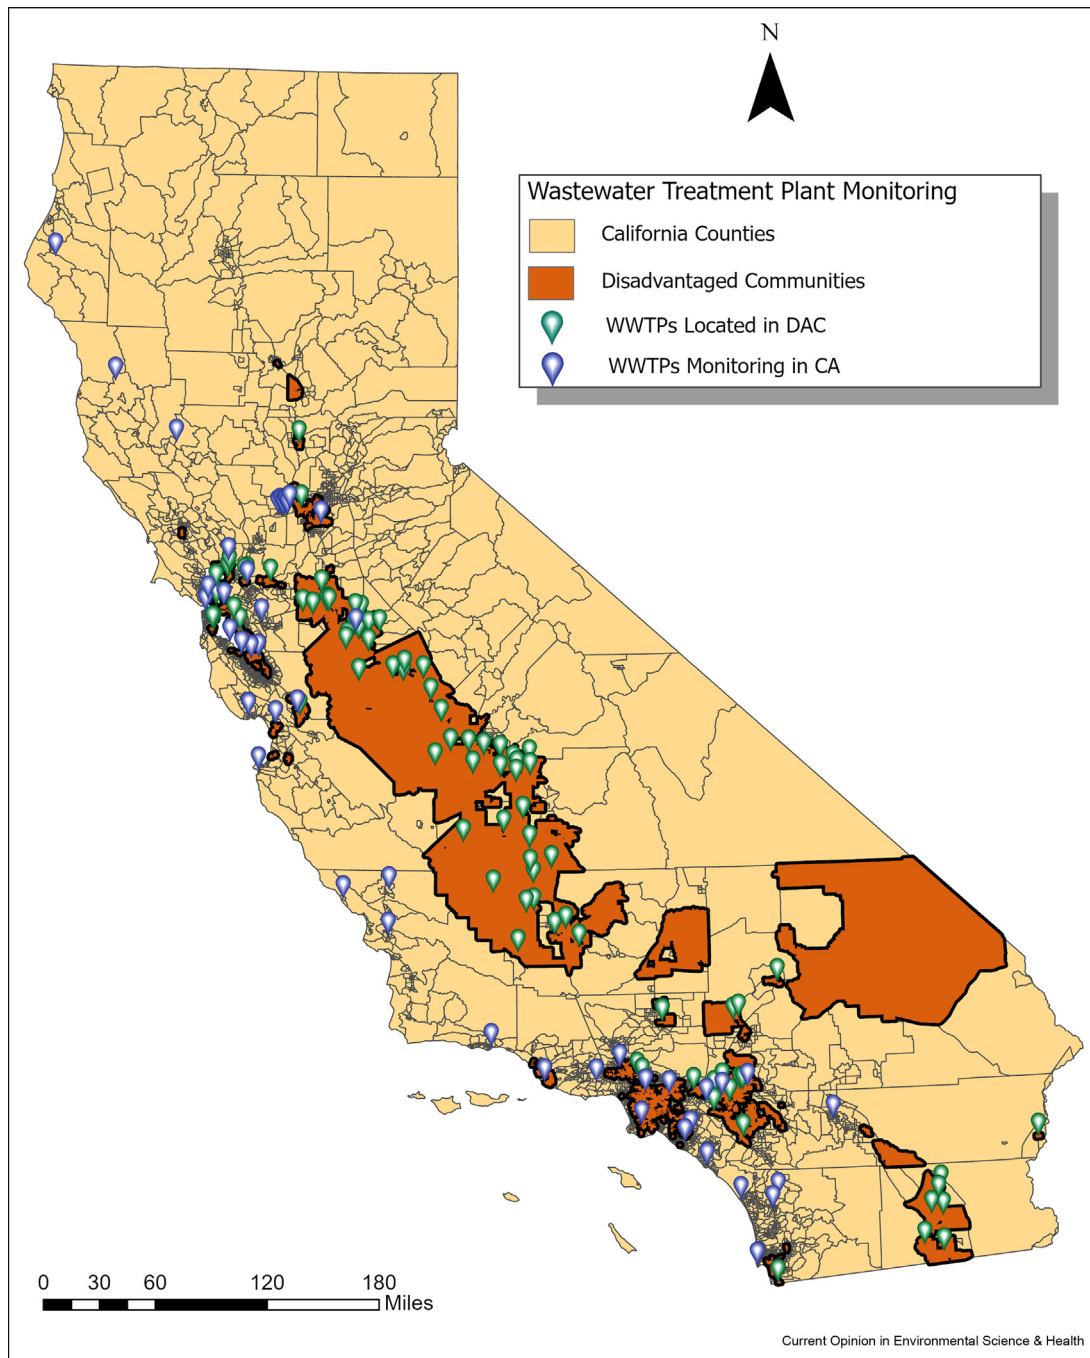 N
Wastewater Treatment Plant Monitoring
California Counties
Disadvantaged Communities
WWTPs Located in DAC
WWTPs Monitoring in CA
0 30 60 120 180
Miles
Current Opinion in Environmental Science & Health